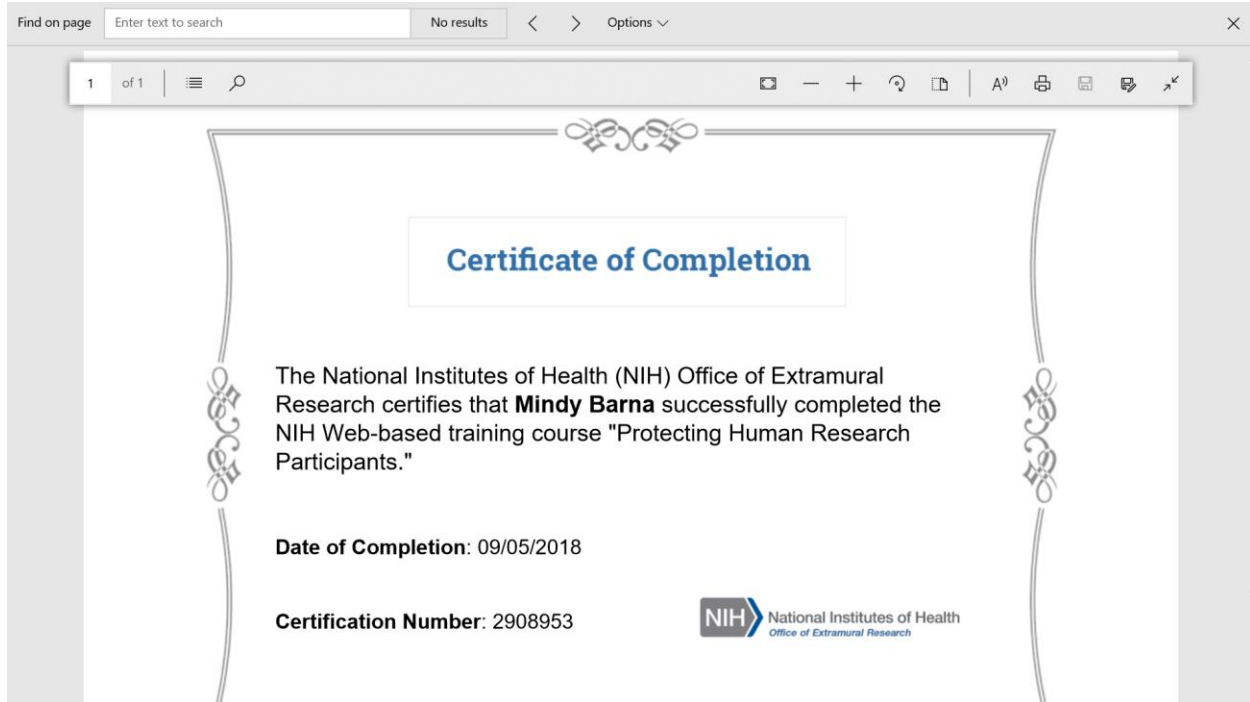 Find on page Enter text to search No results Options
1 of 1
Certificate of Completion
The National Institutes of Health (NIH) Office of Extramural
Research certifies that Mindy Barna successfully completed the
NIH Web-based training course "Protecting Human Research
Participants."
Date of Completion: 09/05/2018
Certification Number: 2908953
NIH National Institutes of Health
Office of Extramural Research